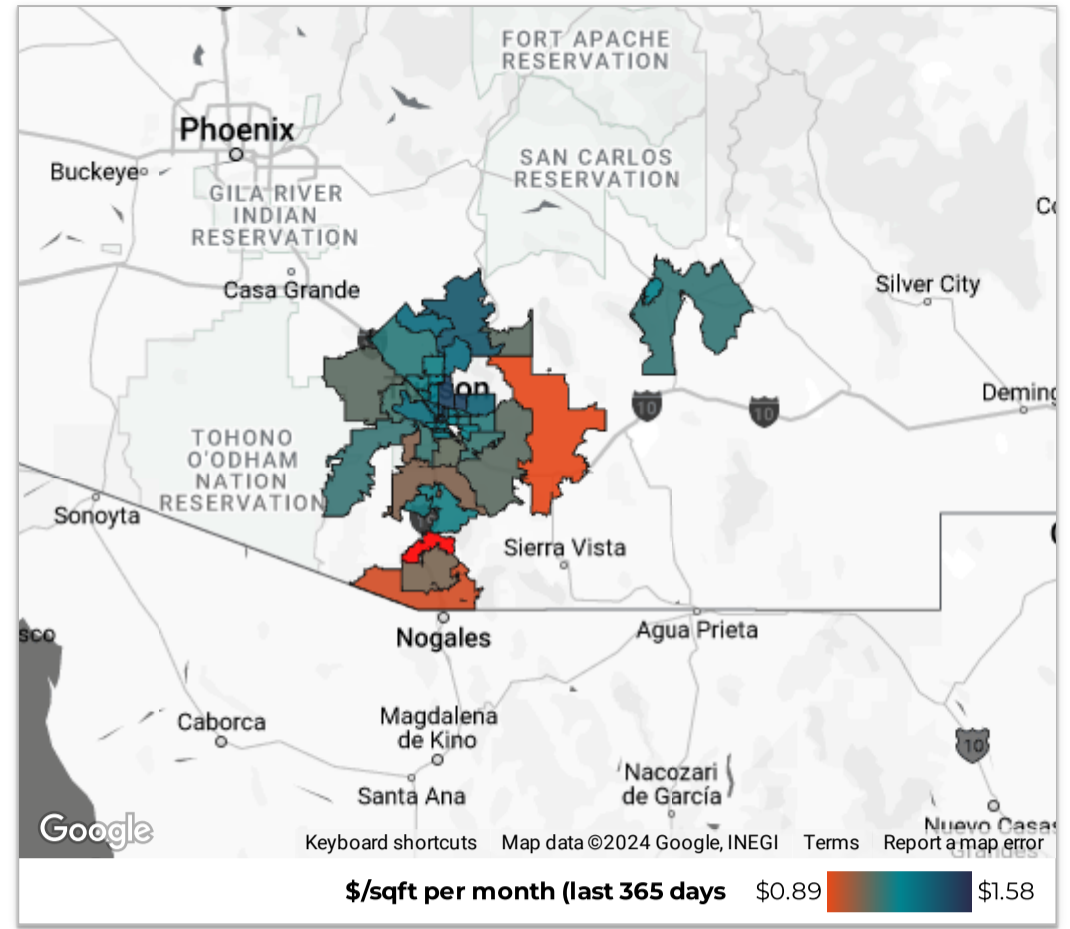 FORT APACHE
RESERVATION
Phoenix
Buckeye
SAN CARLOS
RESERVATION
GILA RIVER
INDIAN
RESERVATION
Casa Grande
Silver City
on
10
10
Deming
TOHONO
O'ODHAM
NATION
RESERVATION
Sonoyta
Sierra Vista
Nogales
Agua Prieta
sco
Caborca
Magdalena
de Kino
10
Santa Ana
Nacozari
de García
Nuevo Casas
Grandes
Google
Keyboard shortcuts Map data ©2024 Google, INEGI Terms Report a map error
$/sqft per month (last 365 days $0.89 $1.58